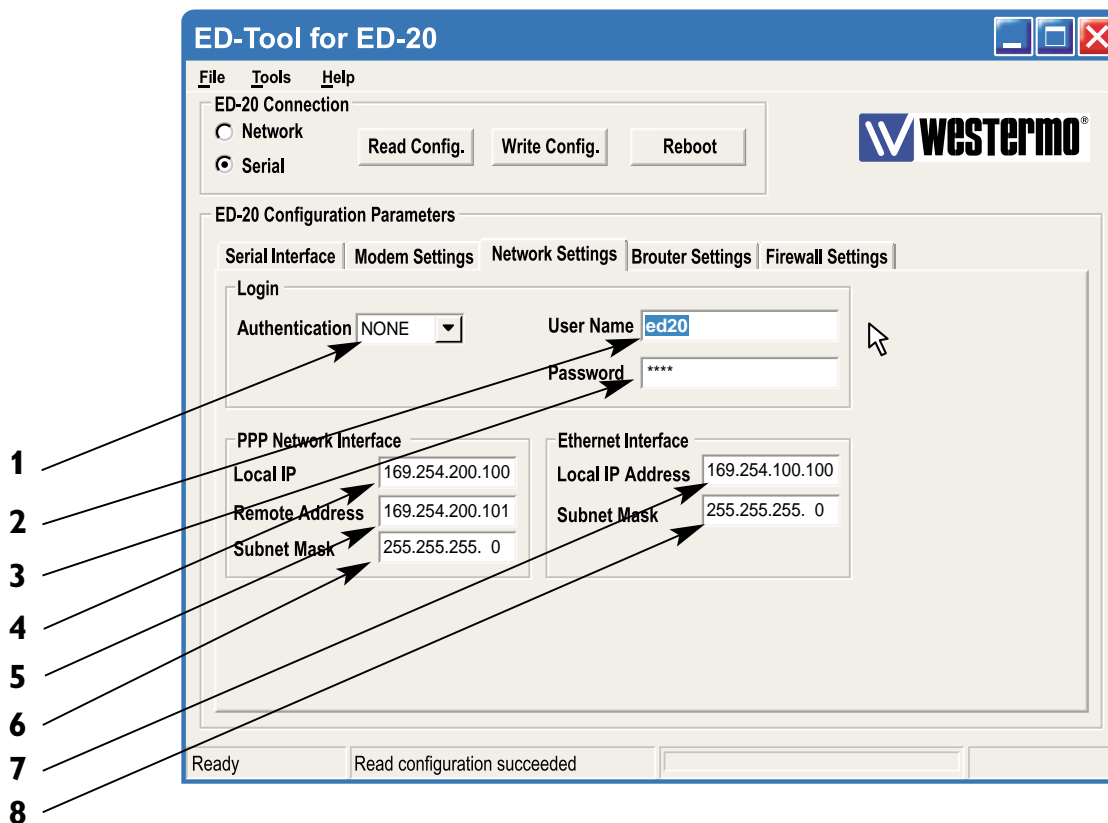 ED-Tool for ED-20
File Tools Help
ED-20 Connection
Network
Serial
Read Config. Write Config. Reboot
westermo®
ED-20 Configuration Parameters
Serial Interface Modem Settings Network Settings Brouter Settings Firewall Settings
Login
Authentication NONE User Name ed20
Password ****
PPP Network Interface
Local IP 169.254.200.100
Remote Address 169.254.200.101
Subnet Mask 255.255.255. 0
Ethernet Interface
Local IP Address 169.254.100.100
Subnet Mask 255.255.255. 0
1
2
3
4
5
6
7
8
Ready Read configuration succeeded